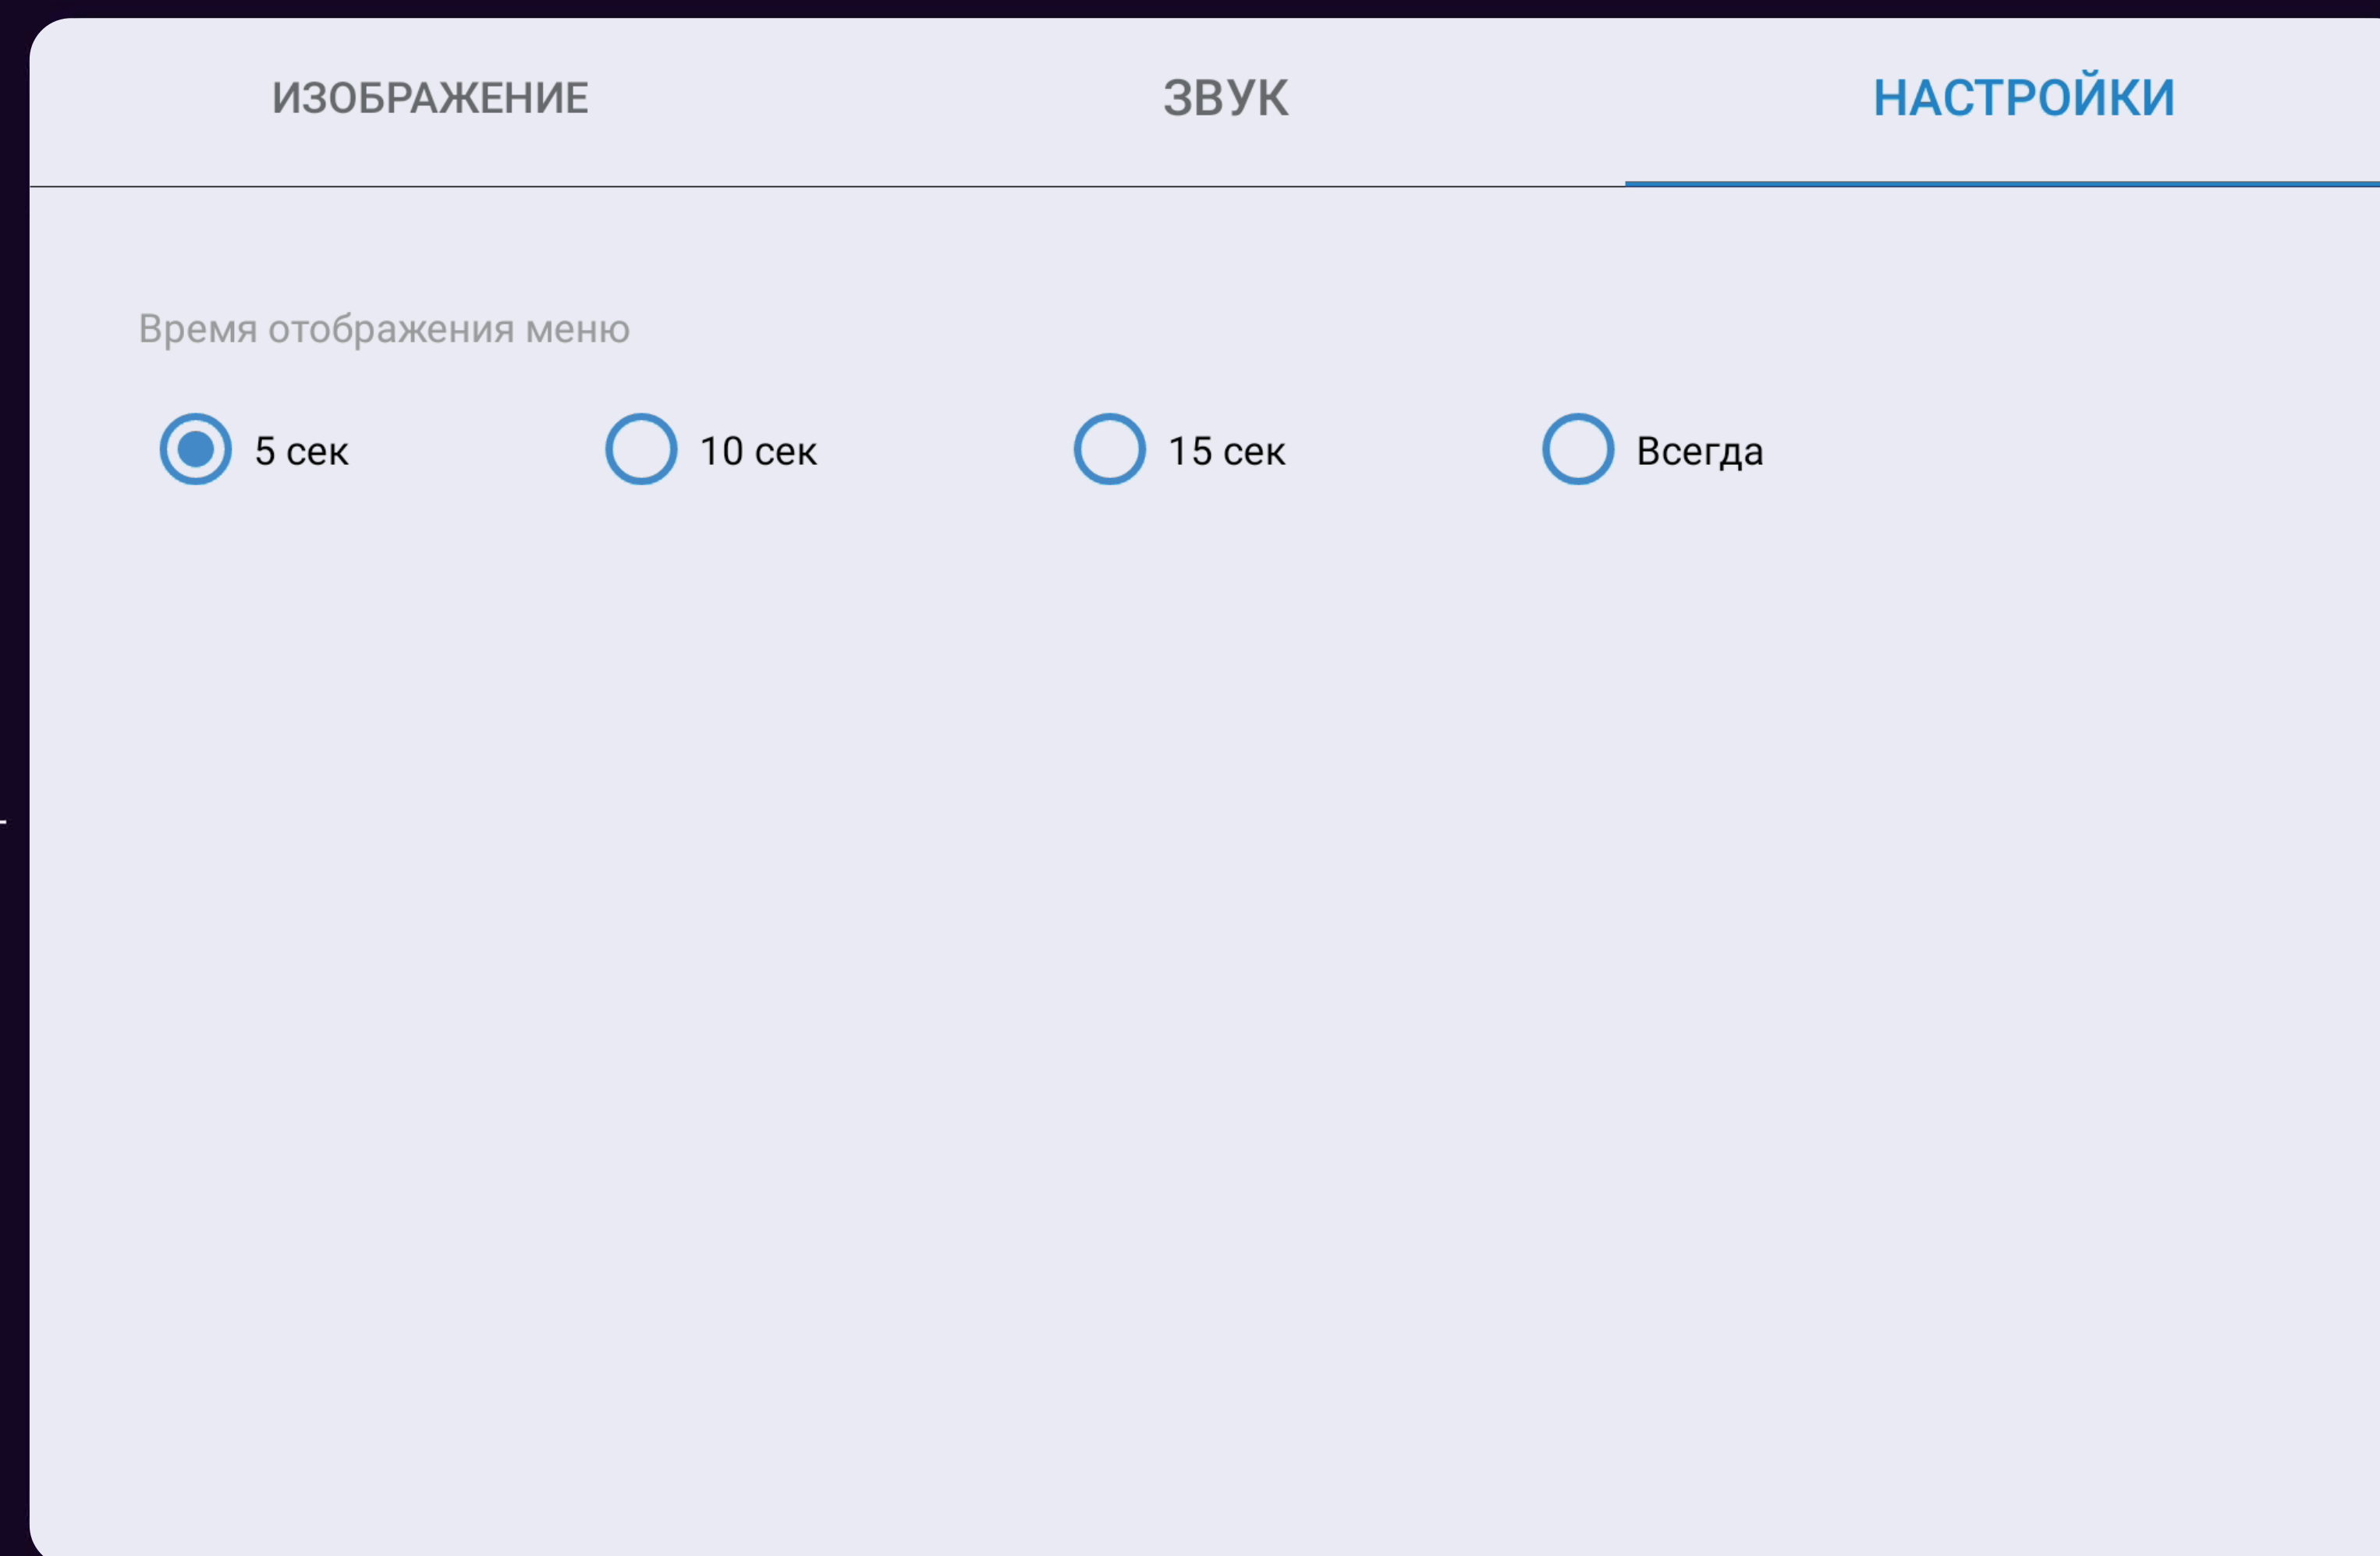 ИЗОБРАЖЕНИЕ ЗВУК НАСТРОЙКИ
Время отображения меню
5 сек 10 сек 15 сек Всегда